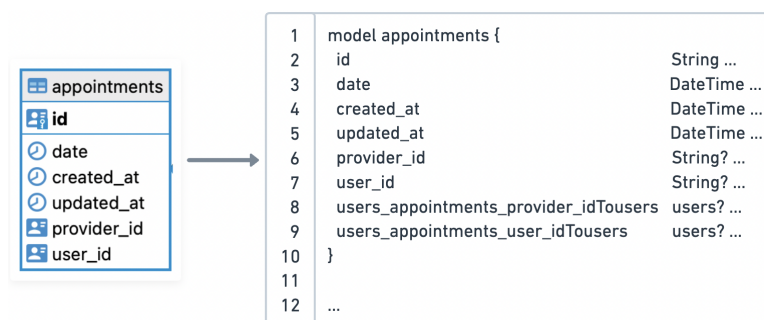 appointments
id
date
created_at
updated_at
provider_id
user_id
1 model appointments {
2 id String ...
3 date DateTime ...
4 created_at DateTime ...
5 updated_at DateTime ...
6 provider_id String? ...
7 user_id String? ...
8 users_appointments_provider_idTousers users? ...
9 users_appointments_user_idTousers users? ...
10 }
11
12 ...